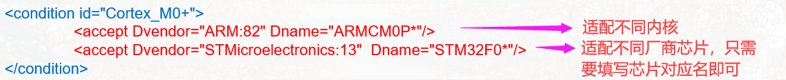 <condition id="Cortex_M0+">
<accept Dvendor="ARM:82" Dname="ARMCM0P*"/>
适配不同内核
<accept Dvendor="STMicroelectronics:13" Dname="STM32F0*"/>
适配不同厂商芯片，只需
要填写芯片对应名即可
</condition>